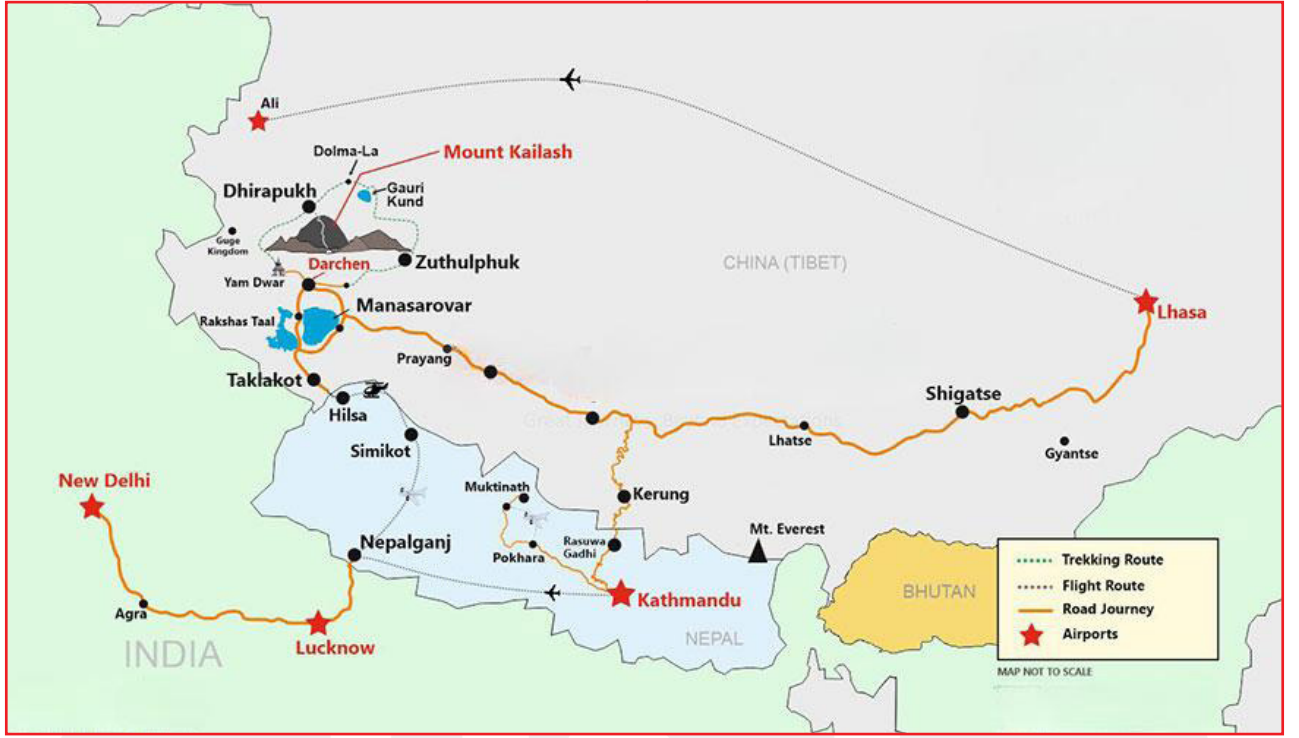 Ali
Dolma-La
Mount Kailash
Dhirapukh
Gauri
Kund
Guge
Kingdom
Zuthulphuk
CHINA (TIBET)
Darchen
Yam Dwar
Manasarovar
Lhasa
Rakshas Taal
Prayang
Taklakot
Shigatse
Hilsa
Lhatse
Simikot
Gyantse
New Delhi
Muktinath
Kerung
Mt. Everest
Nepalganj
Rasuwa
Gadhi
Pokhara
Trekking Route
Flight Route
Road Journey
Airports
BHUTAN
Kathmandu
Agra
NEPAL
Lucknow
INDIA
MAP NOT TO SCALE